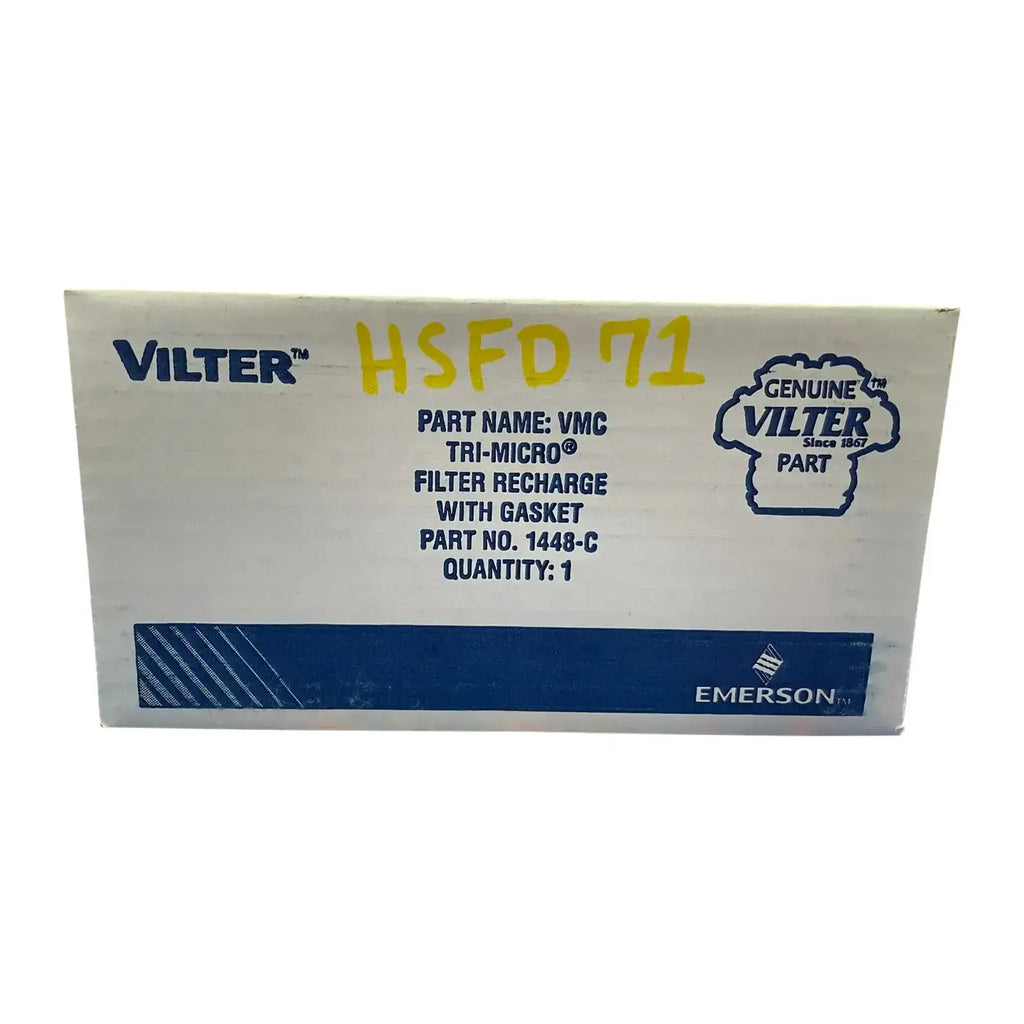 VILTER™
HSFD 71
PART NAME: VMC
TRI-MICRO®
FILTER RECHARGE
WITH GASKET
PART NO. 1448-C
QUANTITY: 1
GENUINE™
VILTER
Since 1867
PART
EMERSON™